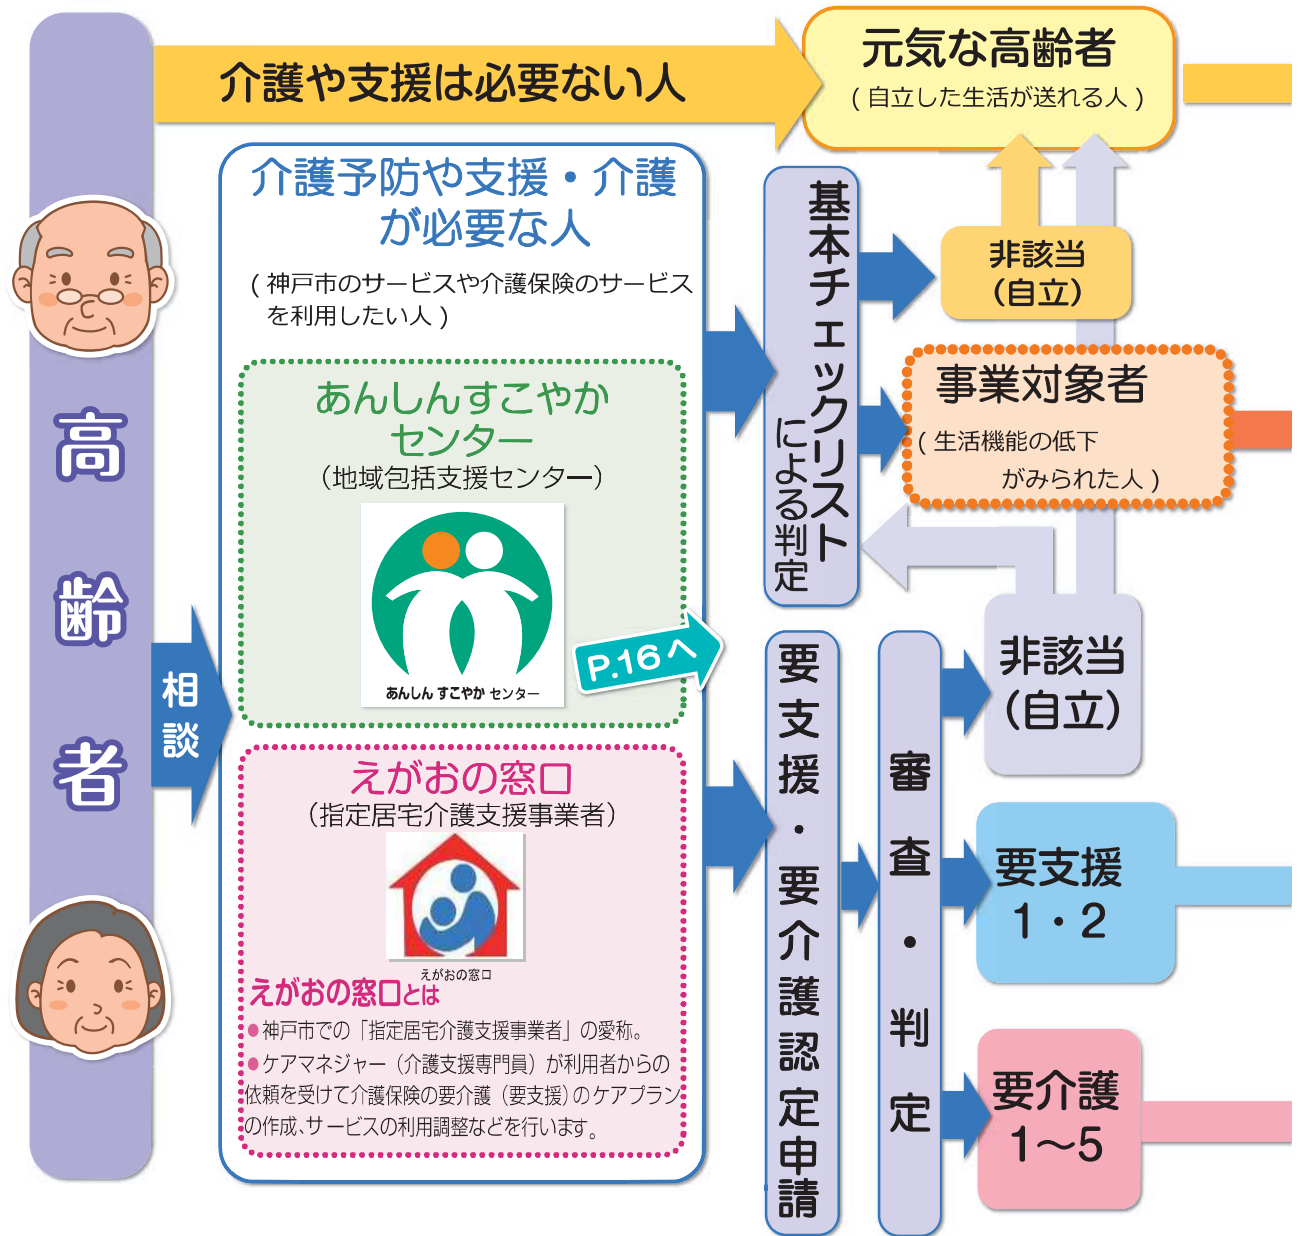 高齢者
介護や支援は必要ない人
元気な高齢者
(自立した生活が送れる人)
相談
介護予防や支援・介護
が必要な人
(神戸市のサービスや介護保険のサービス
を利用したい人)
あんしんすこやか
センター
(地域包括支援センター)
あんしん すこやか センター
P.16へ
えがおの窓口
(指定居宅介護支援事業者)
えがおの窓口
えがおの窓口とは
●神戸市での「指定居宅介護支援事業者」の愛称。
●ケアマネジャー(介護支援専門員)が利用者からの
依頼を受けて介護保険の要介護(要支援)のケアプラン
の作成、サービスの利用調整などを行います。
基本チェックリスト
による判定
非該当
(自立)
事業対象者
(生活機能の低下
がみられた人)
要支援・要介護認定申請
審査・判定
非該当
(自立)
要支援
1・2
要介護
1～5